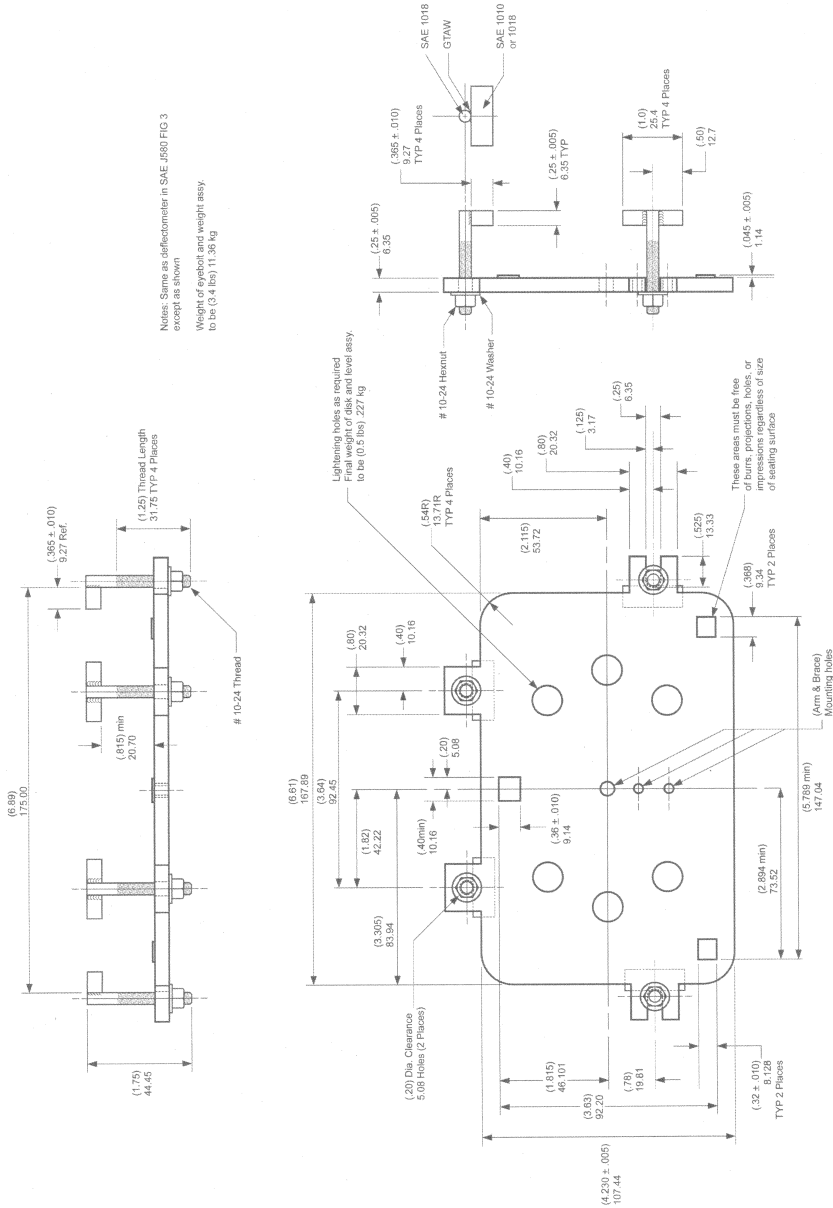 Notes: Same as deflectometer in SAE J580 FIG 3
except as shown
Weight of eyebolt and weight assy.
to be (3.4 lbs) 11.36 kg
(6.89)
175.00
(.365 ± .010)
9.27 Ref.
(1.25) Thread Length
31.75 TYP 4 Places
(.815) min
20.70
# 10-24 Thread
(1.75)
44.45
SAE 1018
GTAW
SAE 1010
or 1018
(.365 ± .010)
9.27
TYP 4 Places
(.25 ± .005)
6.35
(.25 ± .005)
6.35 TYP
(1.0)
25.4
TYP 4 Places
(.50)
12.7
(.045 ± .005)
1.14
# 10-24 Hexnut
# 10-24 Washer
Lightening holes as required
Final weight of disk and level assy.
to be (0.5 lbs) .227 kg
(.54R)
13.71R
TYP 4 Places
(6.61)
167.89
(3.64)
92.45
(1.82)
42.22
(3.305)
83.94
(.80)
20.32
(.40)
10.16
(.20)
5.08
(.40min)
10.16
(.36 ± .010)
9.14
(2.115)
53.72
(.40)
10.16
(.80)
20.32
(.125)
3.17
(.25)
6.35
(.525)
13.33
(.368)
9.34
TYP 2 Places
These areas must be free
of burrs, projections, holes, or
impressions regardless of size
of seating surface
(Arm & Brace)
Mounting holes
(5.789 min)
147.04
(2.894 min)
73.52
(.20) Dia. Clearance
5.08 Holes (2 Places)
(1.815)
46.101
(.78)
19.81
(3.63)
92.20
(.32 ± .010)
8.128
TYP 2 Places
(4.230 ± .005)
107.44